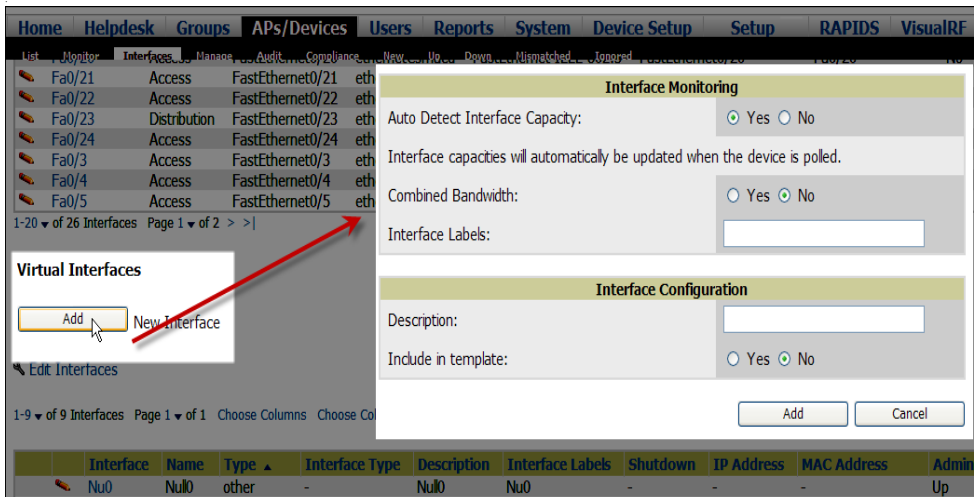 Home Helpdesk Groups APs/Devices Users Reports System Device Setup Setup RAPIDS VisualRF
List Monitor Interfaces Manage Audit Compliance New Up Down Mismatched Ignored
Fa0/21 Access FastEthernet0/21 eth
Fa0/22 Access FastEthernet0/22 eth
Fa0/23 Distribution FastEthernet0/23 eth
Fa0/24 Access FastEthernet0/24 eth
Fa0/3 Access FastEthernet0/3 eth
Fa0/4 Access FastEthernet0/4 eth
Fa0/5 Access FastEthernet0/5 eth
1-20 of 26 Interfaces Page 1 of 2 > >|
Interface Monitoring
Auto Detect Interface Capacity: Yes No
Interface capacities will automatically be updated when the device is polled.
Combined Bandwidth: Yes No
Interface Labels:
Virtual Interfaces
Add New Interface
Interface Configuration
Description:
Include in template: Yes No
Add Cancel
Edit Interfaces
1-9 of 9 Interfaces Page 1 of 1 Choose Columns Choose Col
Interface Name Type Interface Type Description Interface Labels Shutdown IP Address MAC Address Admin
Nu0 Null0 other - Null0 Nu0 - - - Up